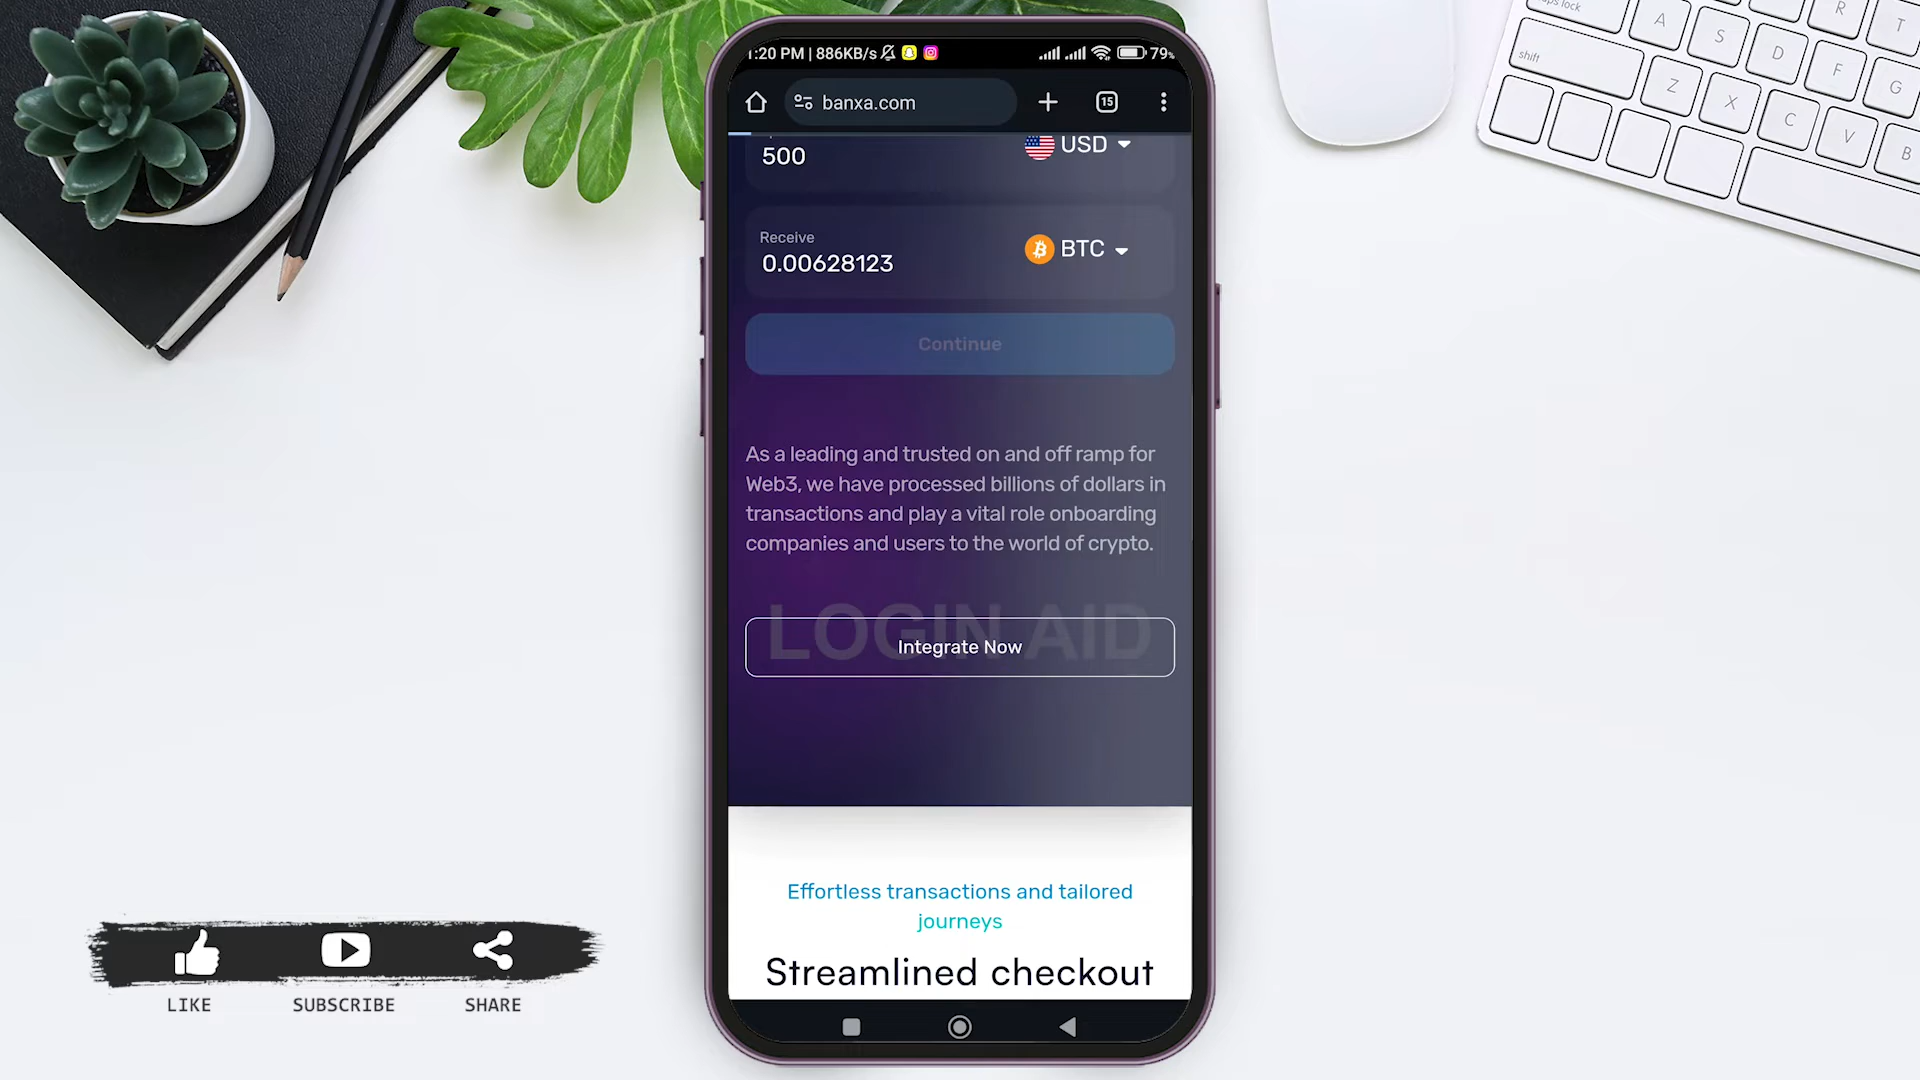 1:20 PM | 886KB/s
79%
banxa.com
15
500
USD
Receive
0.00628123
BTC
Continue
As a leading and trusted on and off ramp for
Web3, we have processed billions of dollars in
transactions and play a vital role onboarding
companies and users to the world of crypto.
LOGIN AID
Integrate Now
Effortless transactions and tailored
journeys
Streamlined checkout
LIKE
SUBSCRIBE
SHARE
caps lock
A
S
D
F
G
R
T
shift
Z
X
C
V
B